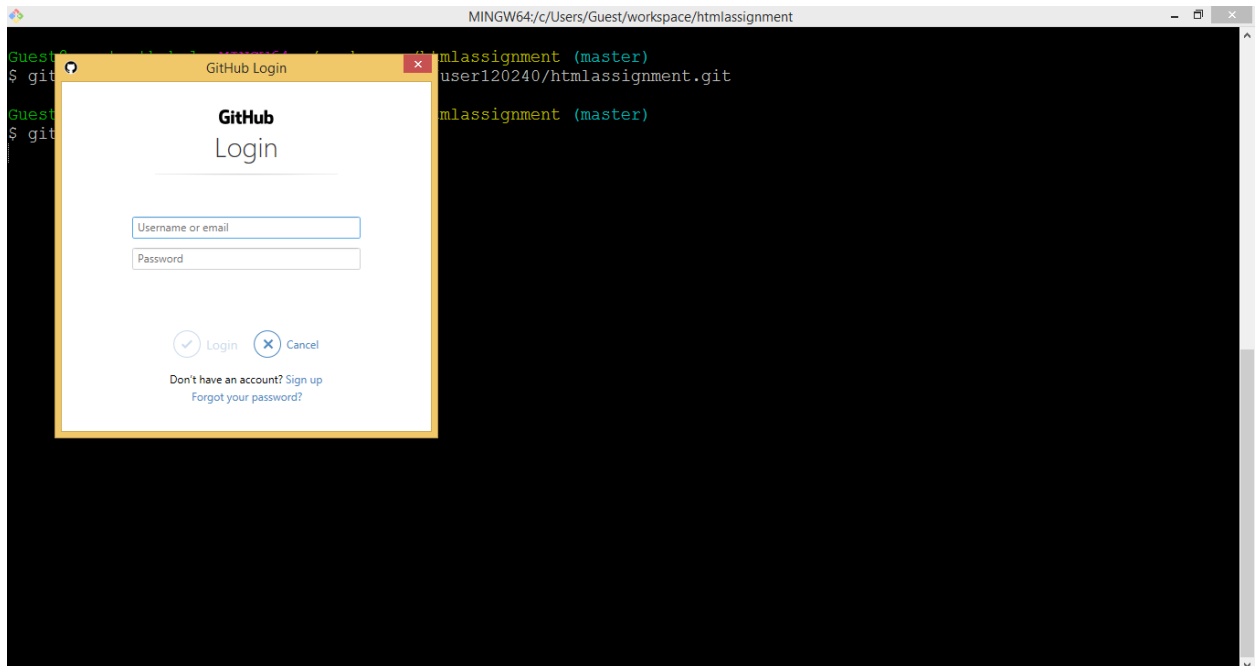 MINGW64:/c/Users/Guest/workspace/htmlassignment
Guest
mlassignment (master)
$ git
user120240/htmlassignment.git
Guest
mlassignment (master)
$ git
GitHub Login
GitHub
Login
Username or email
Password
Login
Cancel
Don't have an account? Sign up
Forgot your password?